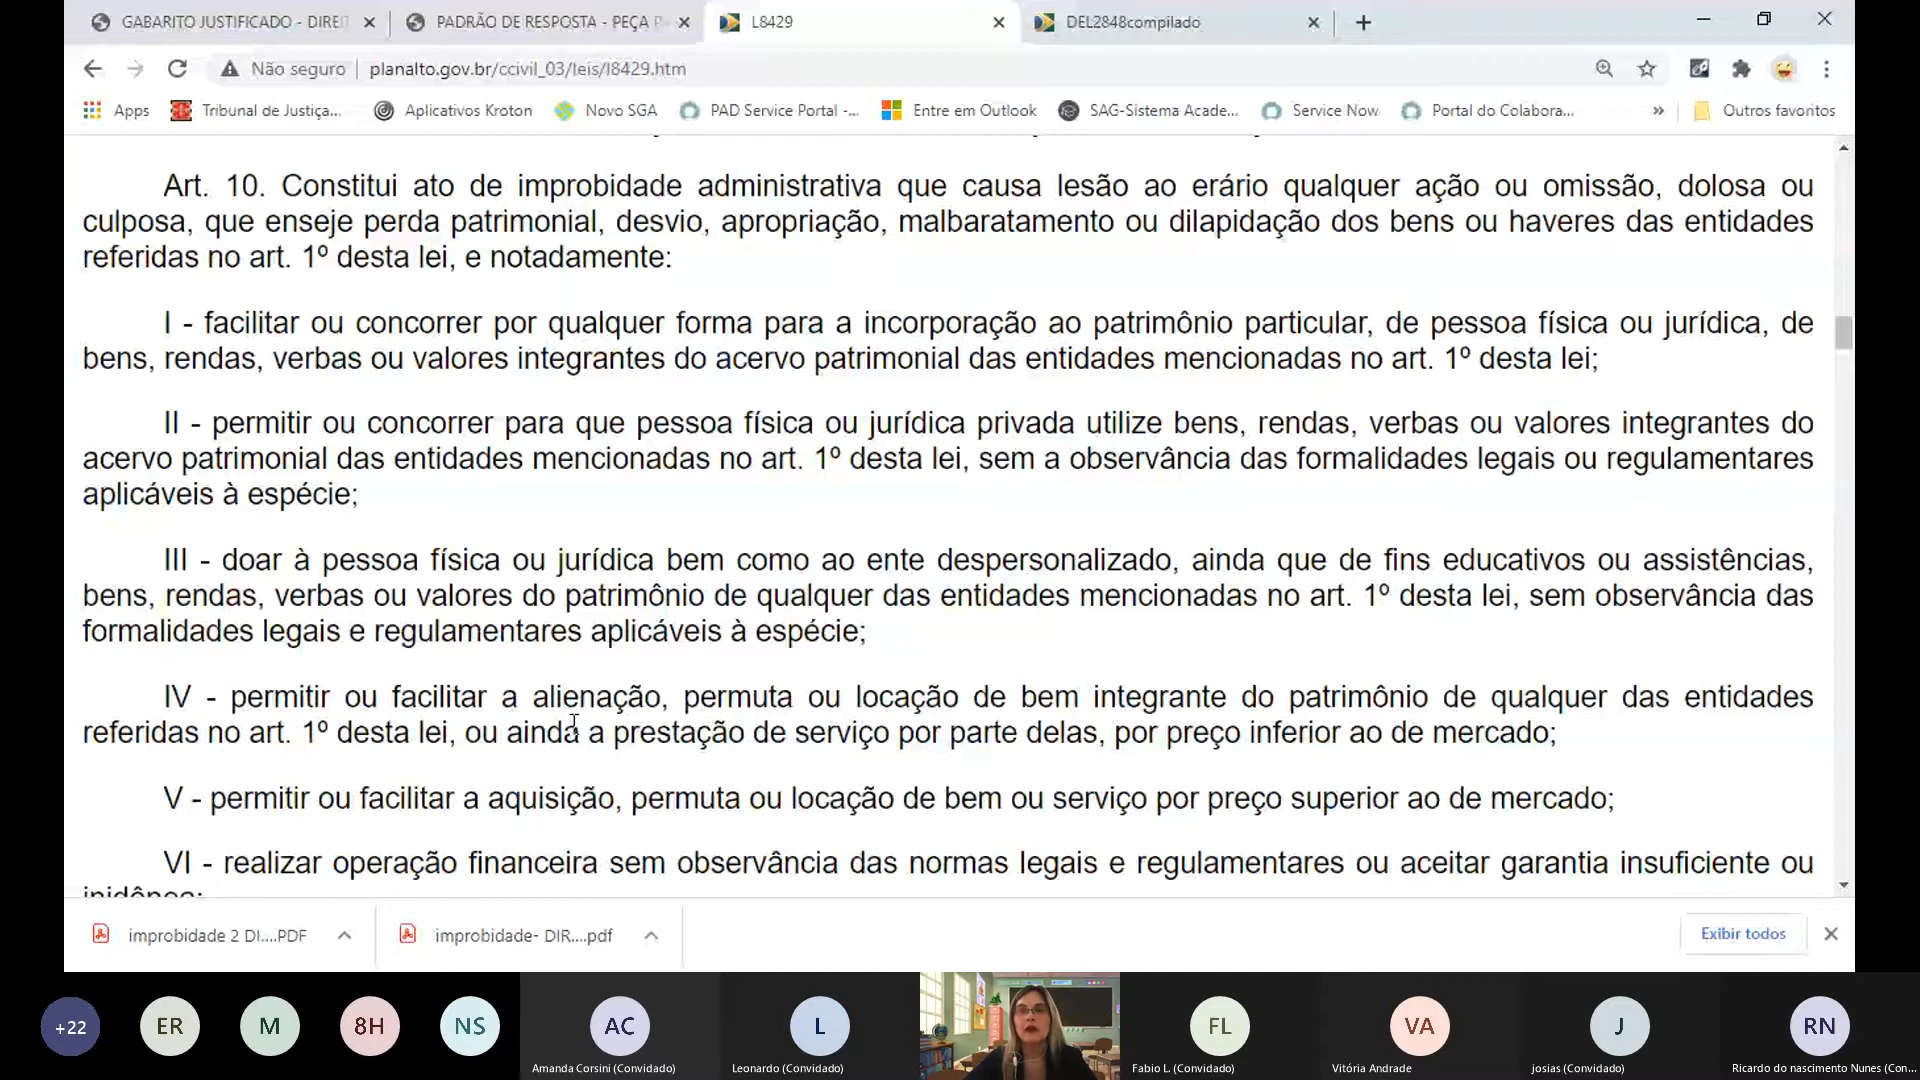 GABARITO JUSTIFICADO - DIREI
PADRÃO DE RESPOSTA - PEÇA P
L8429
DEL2848compilado
Não seguro
planalto.gov.br/ccivil_03/leis/l8429.htm
Apps
Tribunal de Justiça...
Aplicativos Kroton
Novo SGA
PAD Service Portal -...
Entre em Outlook
SAG-Sistema Acade...
Service Now
Portal do Colabora...
»
Outros favoritos
Art. 10. Constitui ato de improbidade administrativa que causa lesão ao erário qualquer ação ou omissão, dolosa ou
culposa, que enseje perda patrimonial, desvio, apropriação, malbaratamento ou dilapidação dos bens ou haveres das entidades
referidas no art. 1º desta lei, e notadamente:
I - facilitar ou concorrer por qualquer forma para a incorporação ao patrimônio particular, de pessoa física ou jurídica, de
bens, rendas, verbas ou valores integrantes do acervo patrimonial das entidades mencionadas no art. 1º desta lei;
II - permitir ou concorrer para que pessoa física ou jurídica privada utilize bens, rendas, verbas ou valores integrantes do
acervo patrimonial das entidades mencionadas no art. 1º desta lei, sem a observância das formalidades legais ou regulamentares
aplicáveis à espécie;
III - doar à pessoa física ou jurídica bem como ao ente despersonalizado, ainda que de fins educativos ou assistências,
bens, rendas, verbas ou valores do patrimônio de qualquer das entidades mencionadas no art. 1º desta lei, sem observância das
formalidades legais e regulamentares aplicáveis à espécie;
IV - permitir ou facilitar a alienação, permuta ou locação de bem integrante do patrimônio de qualquer das entidades
referidas no art. 1º desta lei, ou ainda a prestação de serviço por parte delas, por preço inferior ao de mercado;
V - permitir ou facilitar a aquisição, permuta ou locação de bem ou serviço por preço superior ao de mercado;
VI - realizar operação financeira sem observância das normas legais e regulamentares ou aceitar garantia insuficiente ou
inidônea;
improbidade 2 DI....PDF
improbidade- DIR....pdf
Exibir todos
+22
ER
M
8H
NS
AC
L
FL
VA
J
RN
Amanda Corsini (Convidado)
Leonardo (Convidado)
Fabio L. (Convidado)
Vitória Andrade
josias (Convidado)
Ricardo do nascimento Nunes (Con...